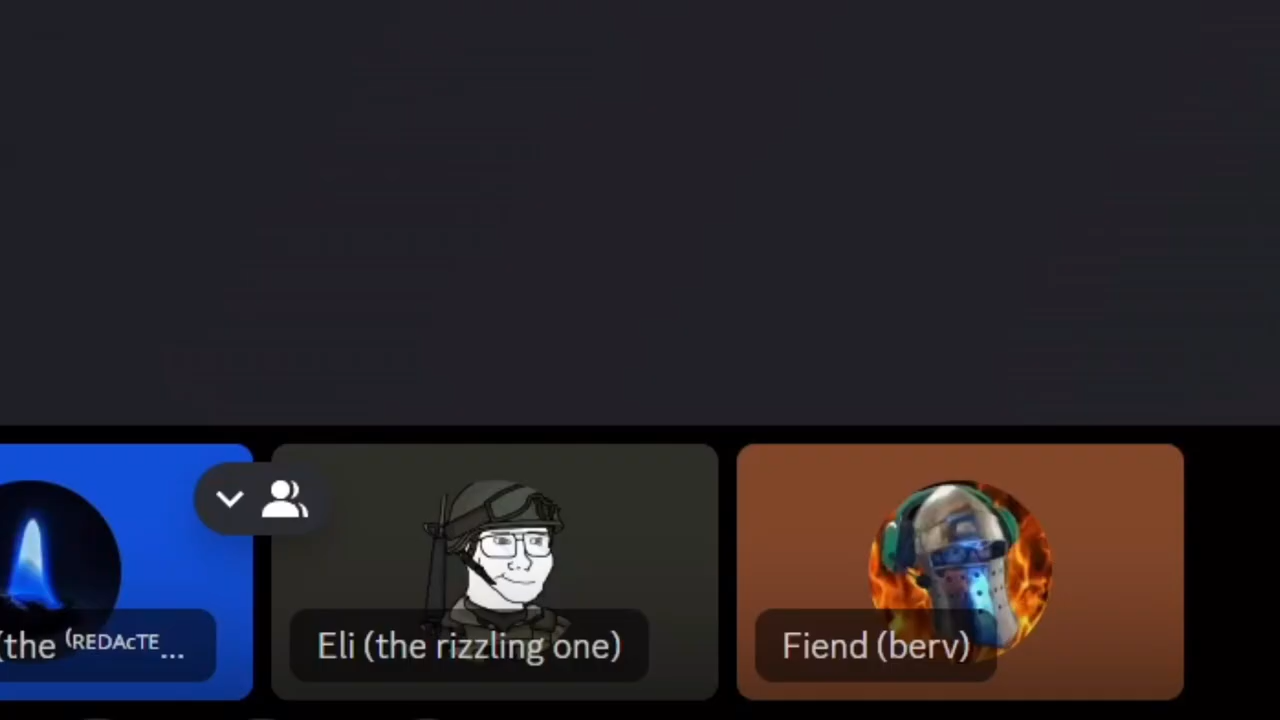 (the ⁽ᴿᴱᴰᴬᶜᵀᴱ...
Eli (the rizzling one)
Fiend (berv)